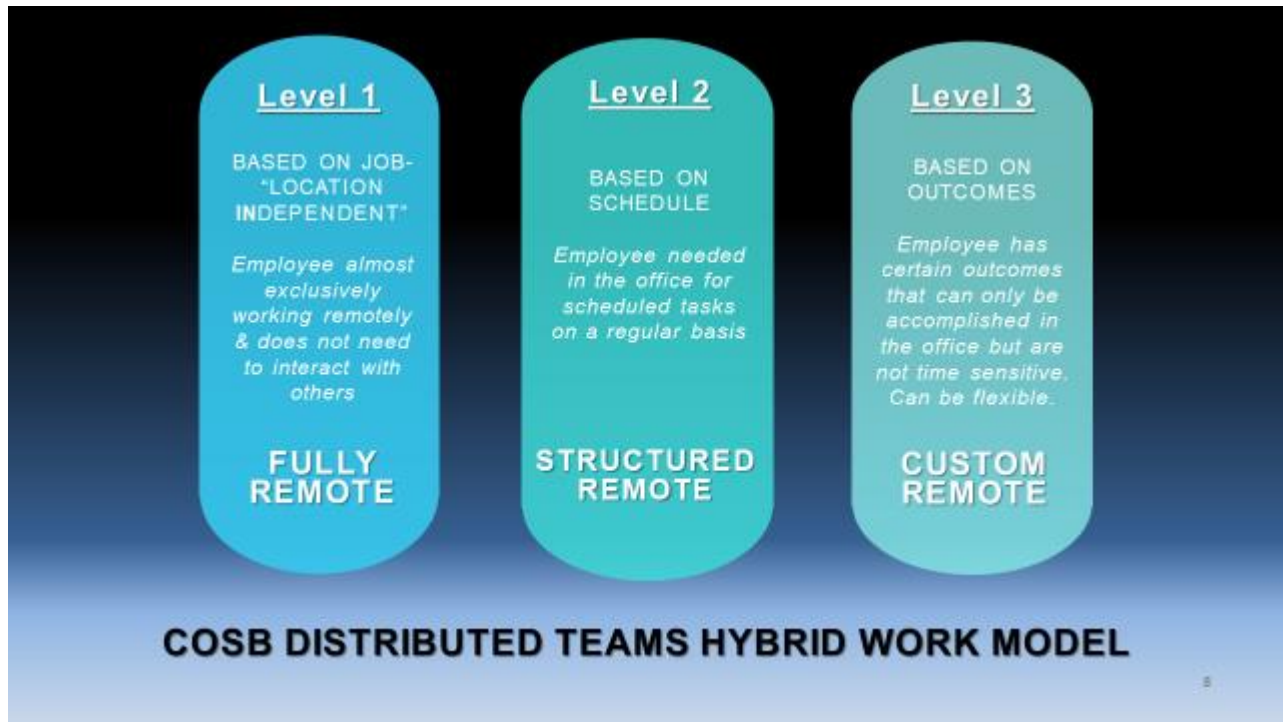 Level 1
BASED ON JOB-
"LOCATION
INDEPENDENT"
Employee almost
exclusively
working remotely
& does not need
to interact with
others
FULLY
REMOTE
Level 2
BASED ON
SCHEDULE
Employee needed
in the office for
scheduled tasks
on a regular basis
STRUCTURED
REMOTE
Level 3
BASED ON
OUTCOMES
Employee has
certain outcomes
that can only be
accomplished in
the office but are
not time sensitive.
Can be flexible.
CUSTOM
REMOTE
COSB DISTRIBUTED TEAMS HYBRID WORK MODEL